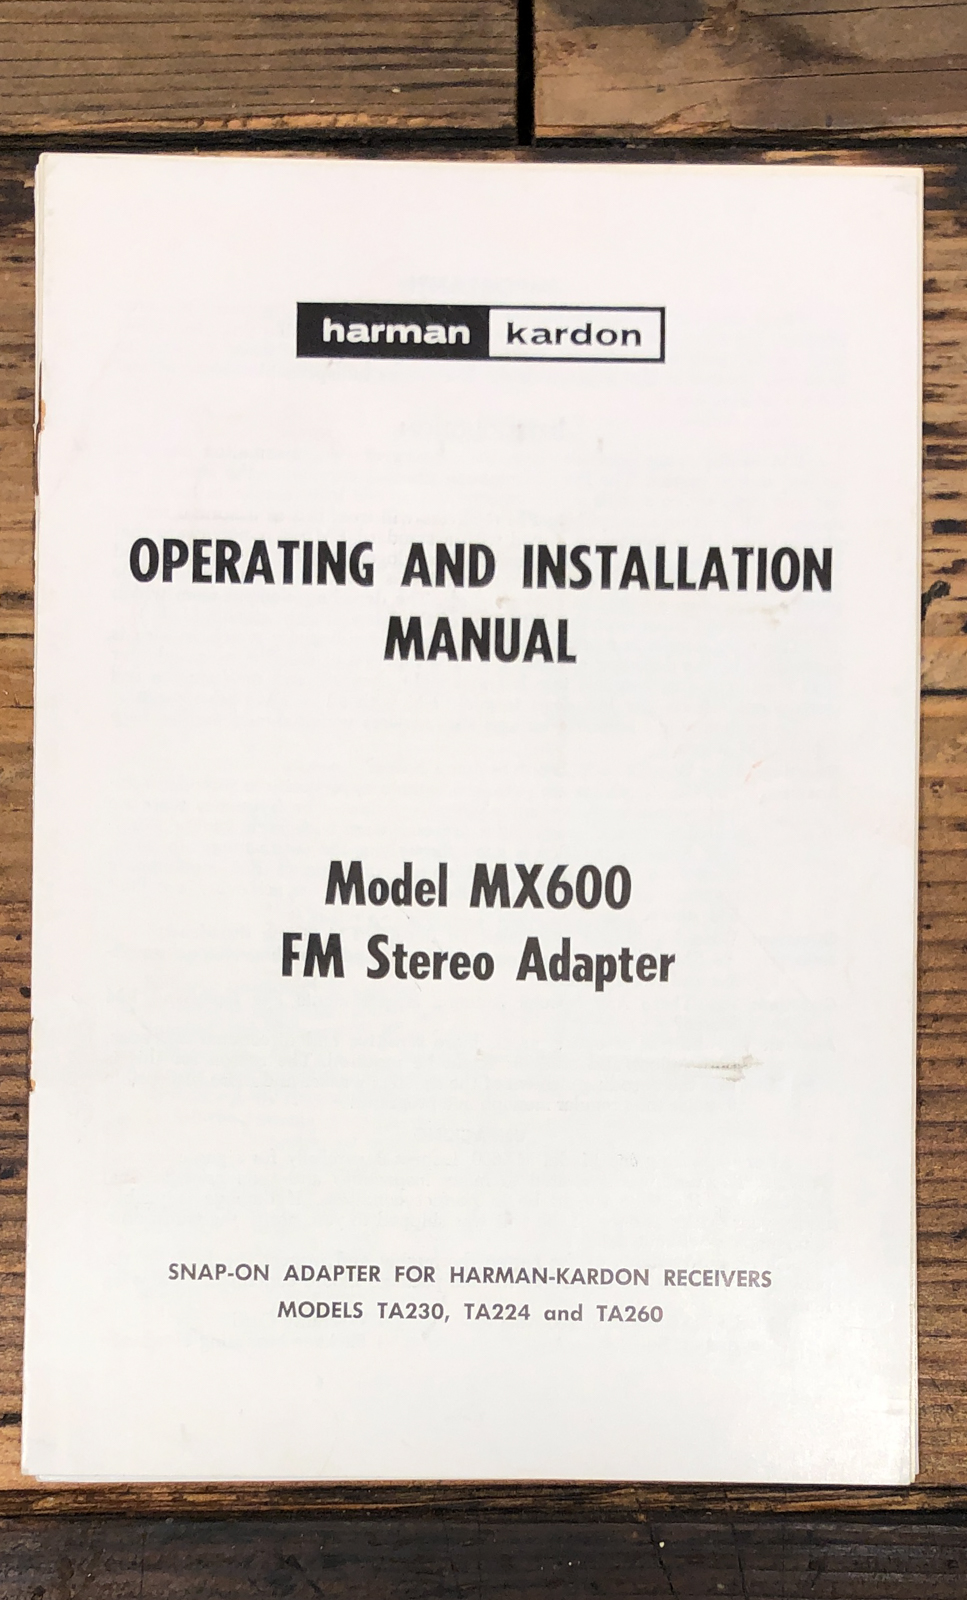 harman kardon
OPERATING AND INSTALLATION
MANUAL
Model MX600
FM Stereo Adapter
SNAP-ON ADAPTER FOR HARMAN-KARDON RECEIVERS
MODELS TA230, TA224 and TA260